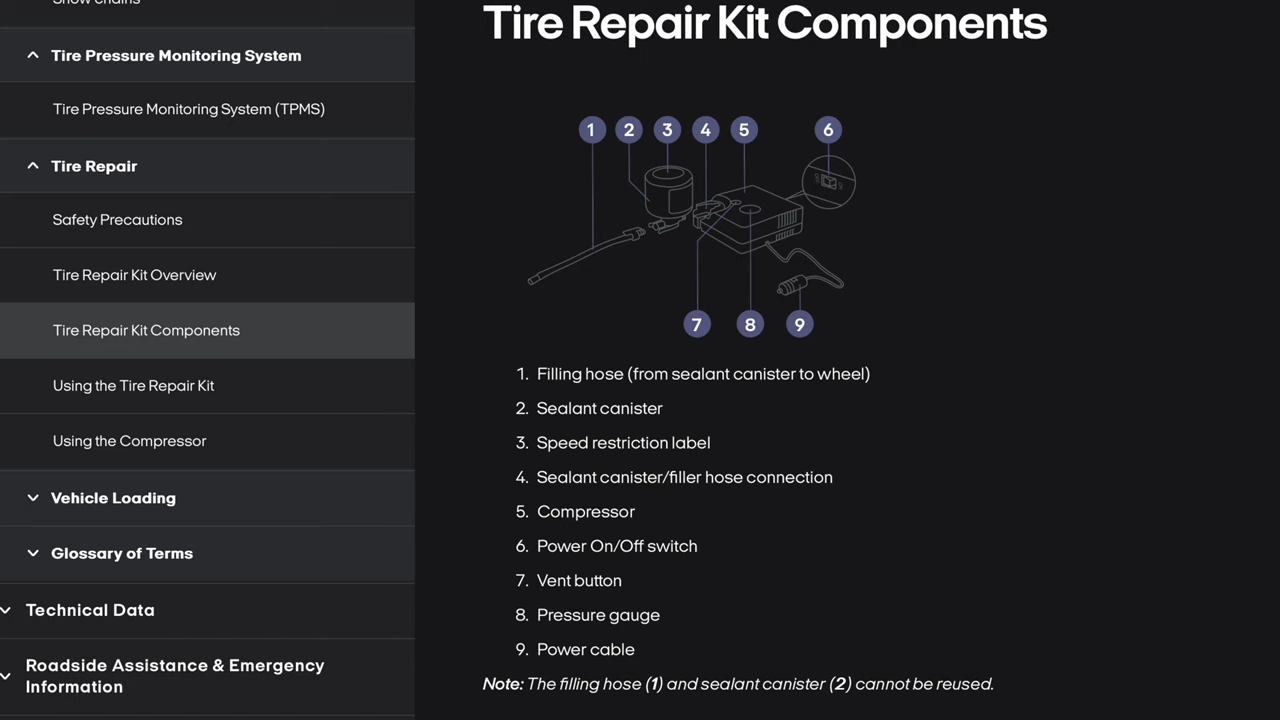 Snow chains
Tire Pressure Monitoring System
Tire Pressure Monitoring System (TPMS)
Tire Repair
Safety Precautions
Tire Repair Kit Overview
Tire Repair Kit Components
Using the Tire Repair Kit
Using the Compressor
Vehicle Loading
Glossary of Terms
Technical Data
Roadside Assistance & Emergency
Information
Tire Repair Kit Components
1 2 3 4 5 6
7 8 9
1. Filling hose (from sealant canister to wheel)
2. Sealant canister
3. Speed restriction label
4. Sealant canister/filler hose connection
5. Compressor
6. Power On/Off switch
7. Vent button
8. Pressure gauge
9. Power cable
Note: The filling hose (1) and sealant canister (2) cannot be reused.